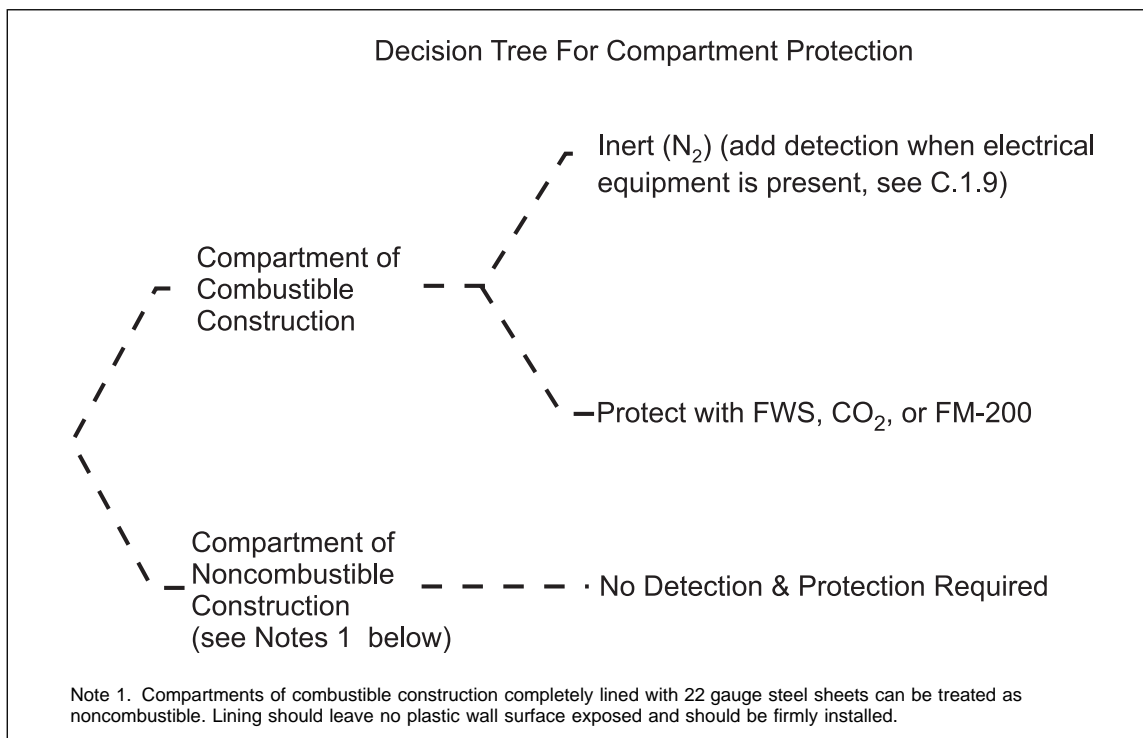 Decision Tree For Compartment Protection
Inert (N₂) (add detection when electrical
equipment is present, see C.1.9)
Compartment of
Combustible
Construction
Protect with FWS, CO₂, or FM-200
Compartment of
Noncombustible
Construction
(see Notes 1 below)
No Detection & Protection Required
Note 1. Compartments of combustible construction completely lined with 22 gauge steel sheets can be treated as
noncombustible. Lining should leave no plastic wall surface exposed and should be firmly installed.